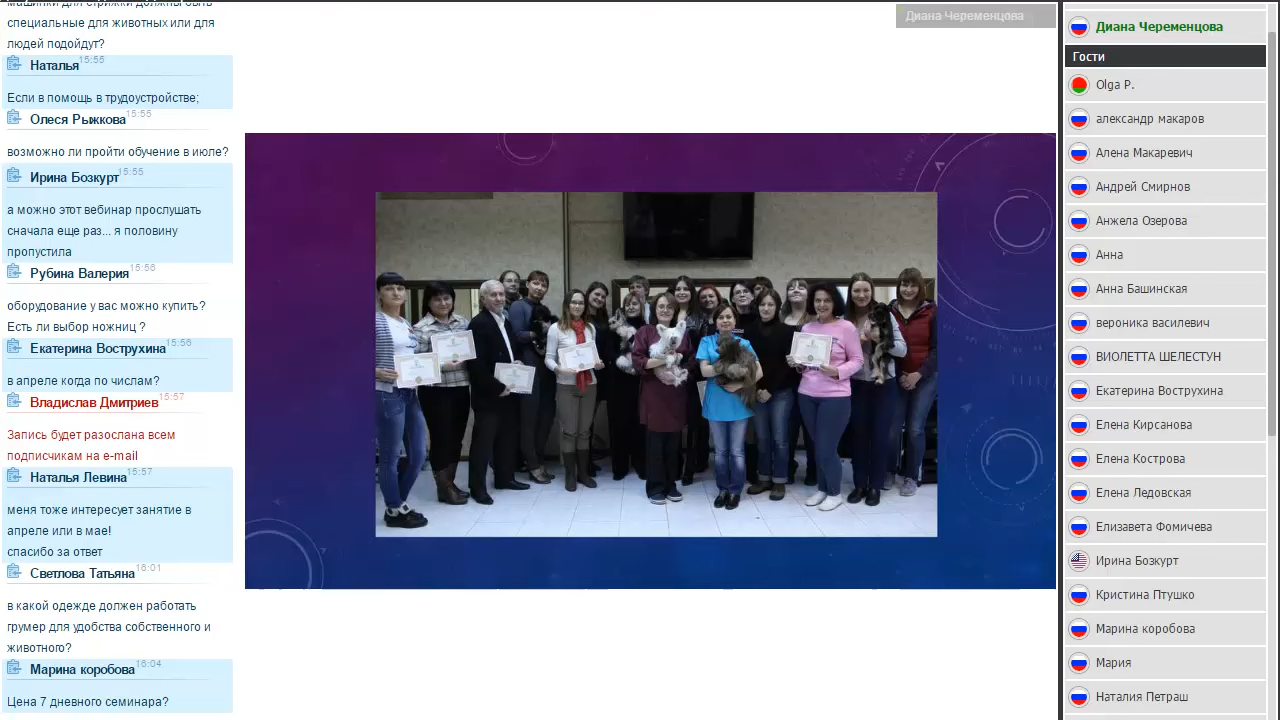 машинки для стрижки должны быть
специальные для животных или для
людей подойдут?
Наталья 15:55
Если в помощь в трудоустройстве;
Олеся Рыжкова 15:55
возможно ли пройти обучение в июле?
Ирина Бозкурт 15:55
а можно этот вебинар прослушать
сначала еще раз... я половину
пропустила
Рубина Валерия 15:56
оборудование у вас можно купить?
Есть ли выбор ножниц ?
Екатерина Вострухина 15:56
в апреле когда по числам?
Владислав Дмитриев 15:57
Запись будет разослана всем
подписчикам на e-mail
Наталья Левина 15:57
меня тоже интересует занятие в
апреле или в мае!
спасибо за ответ
Светлова Татьяна 16:01
в какой одежде должен работать
грумер для удобства собственного и
животного?
Марина коробова 16:04
Цена 7 дневного семинара?
Диана Череменцова
Диана Череменцова
Гости
Olga P.
александр макаров
Алена Макаревич
Андрей Смирнов
Анжела Озерова
Анна
Анна Башинская
вероника василевич
ВИОЛЕТТА ШЕЛЕСТУН
Екатерина Вострухина
Елена Кирсанова
Елена Кострова
Елена Ледовская
Елизавета Фомичева
Ирина Бозкурт
Кристина Птушко
Марина коробова
Мария
Наталия Петраш